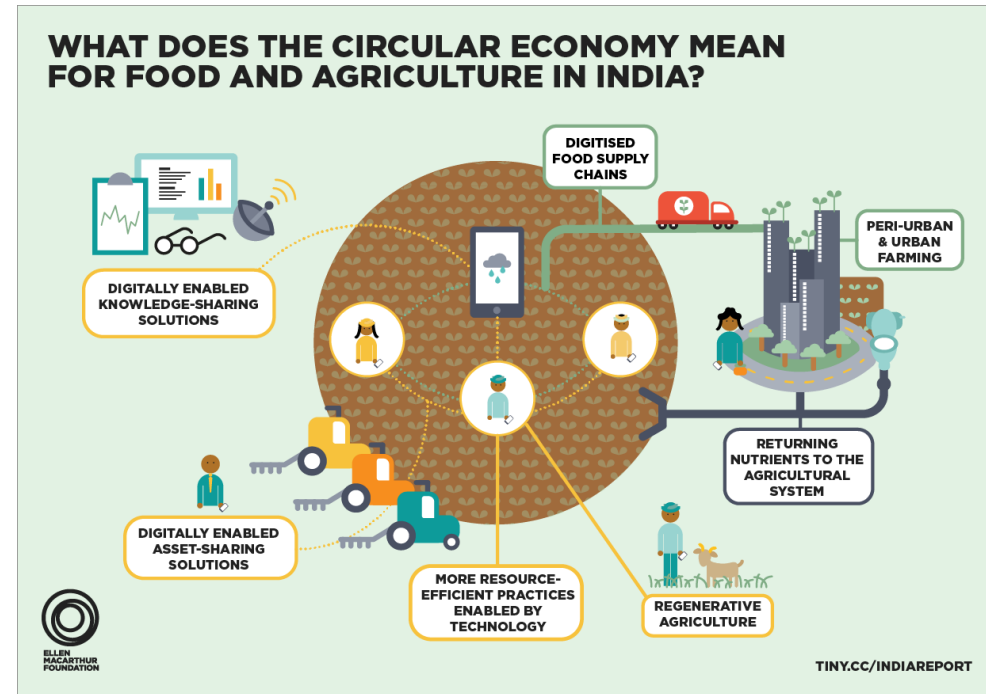 WHAT DOES THE CIRCULAR ECONOMY MEAN
FOR FOOD AND AGRICULTURE IN INDIA?
DIGITISED
FOOD SUPPLY
CHAINS
PERI-URBAN
& URBAN
FARMING
DIGITALLY ENABLED
KNOWLEDGE-SHARING
SOLUTIONS
RETURNING
NUTRIENTS TO THE
AGRICULTURAL
SYSTEM
DIGITALLY ENABLED
ASSET-SHARING
SOLUTIONS
MORE RESOURCE-
EFFICIENT PRACTICES
ENABLED BY
TECHNOLOGY
REGENERATIVE
AGRICULTURE
ELLEN
MACARTHUR
FOUNDATION
TINY.CC/INDIAREPORT